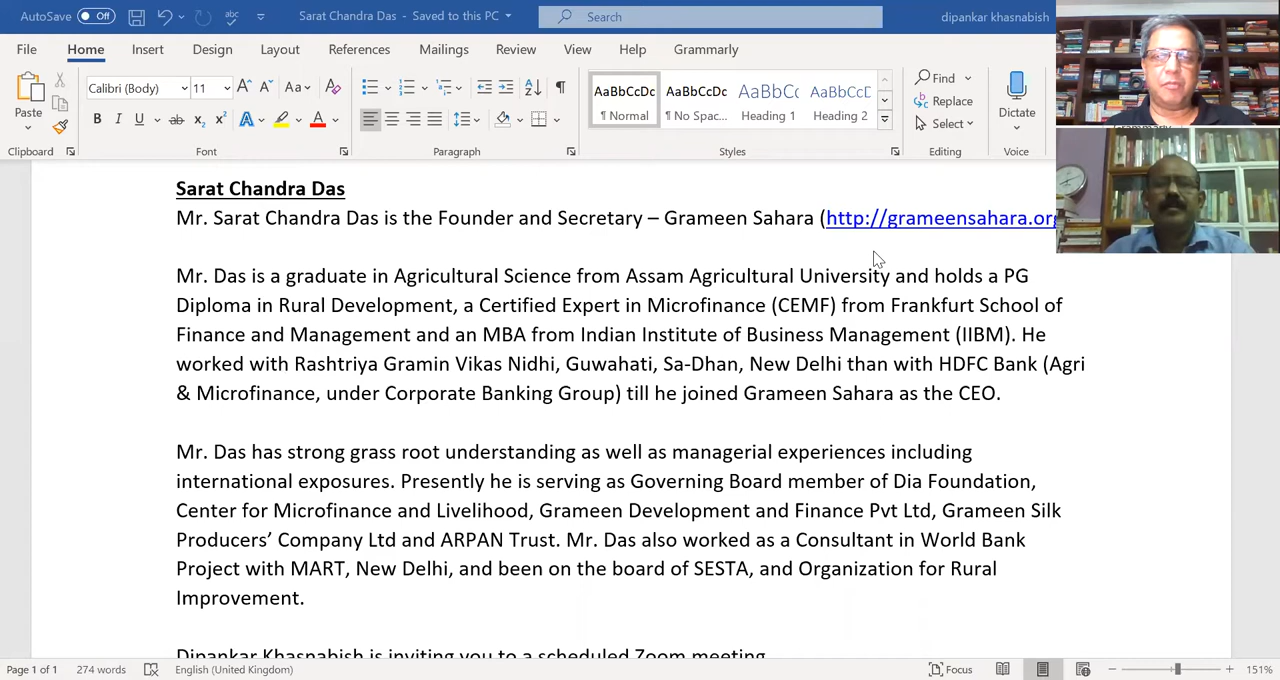 AutoSave Off Sarat Chandra Das - Saved to this PC Search dipankar khasnabish
File Home Insert Design Layout References Mailings Review View Help Grammarly
Paste Calibri (Body) 11 AaBbCcDc AaBbCcDc AaBbCc AaBbCcD Find Replace Select Dictate
¶ Normal ¶ No Spac... Heading 1 Heading 2
Clipboard Font Paragraph Styles Editing Voice
Sarat Chandra Das
Mr. Sarat Chandra Das is the Founder and Secretary – Grameen Sahara (http://grameensahara.org
Mr. Das is a graduate in Agricultural Science from Assam Agricultural University and holds a PG
Diploma in Rural Development, a Certified Expert in Microfinance (CEMF) from Frankfurt School of
Finance and Management and an MBA from Indian Institute of Business Management (IIBM). He
worked with Rashtriya Gramin Vikas Nidhi, Guwahati, Sa-Dhan, New Delhi than with HDFC Bank (Agri
& Microfinance, under Corporate Banking Group) till he joined Grameen Sahara as the CEO.
Mr. Das has strong grass root understanding as well as managerial experiences including
international exposures. Presently he is serving as Governing Board member of Dia Foundation,
Center for Microfinance and Livelihood, Grameen Development and Finance Pvt Ltd, Grameen Silk
Producers’ Company Ltd and ARPAN Trust. Mr. Das also worked as a Consultant in World Bank
Project with MART, New Delhi, and been on the board of SESTA, and Organization for Rural
Improvement.
Dipankar Khasnabish is inviting you to a scheduled Zoom meeting.
Page 1 of 1 274 words English (United Kingdom) Focus 151%